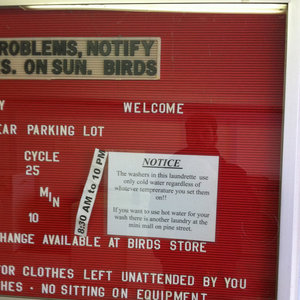 ROBLEMS, NOTIFY
S. ON SUN. BIRDS
Y WELCOME
EAR PARKING LOT
CYCLE
25
MIN
10
8:30 AM to 10 PM
NOTICE
The washers in this laundrette use
only cold water regardless of
whatever temperature you set them
on!!
If you want to use hot water for your
wash there is another laundry at the
mini mall on pine street.
HANGE AVAILABLE AT BIRDS STORE
FOR CLOTHES LEFT UNATTENDED BY YOU
HES · NO SITTING ON EQUIPMENT